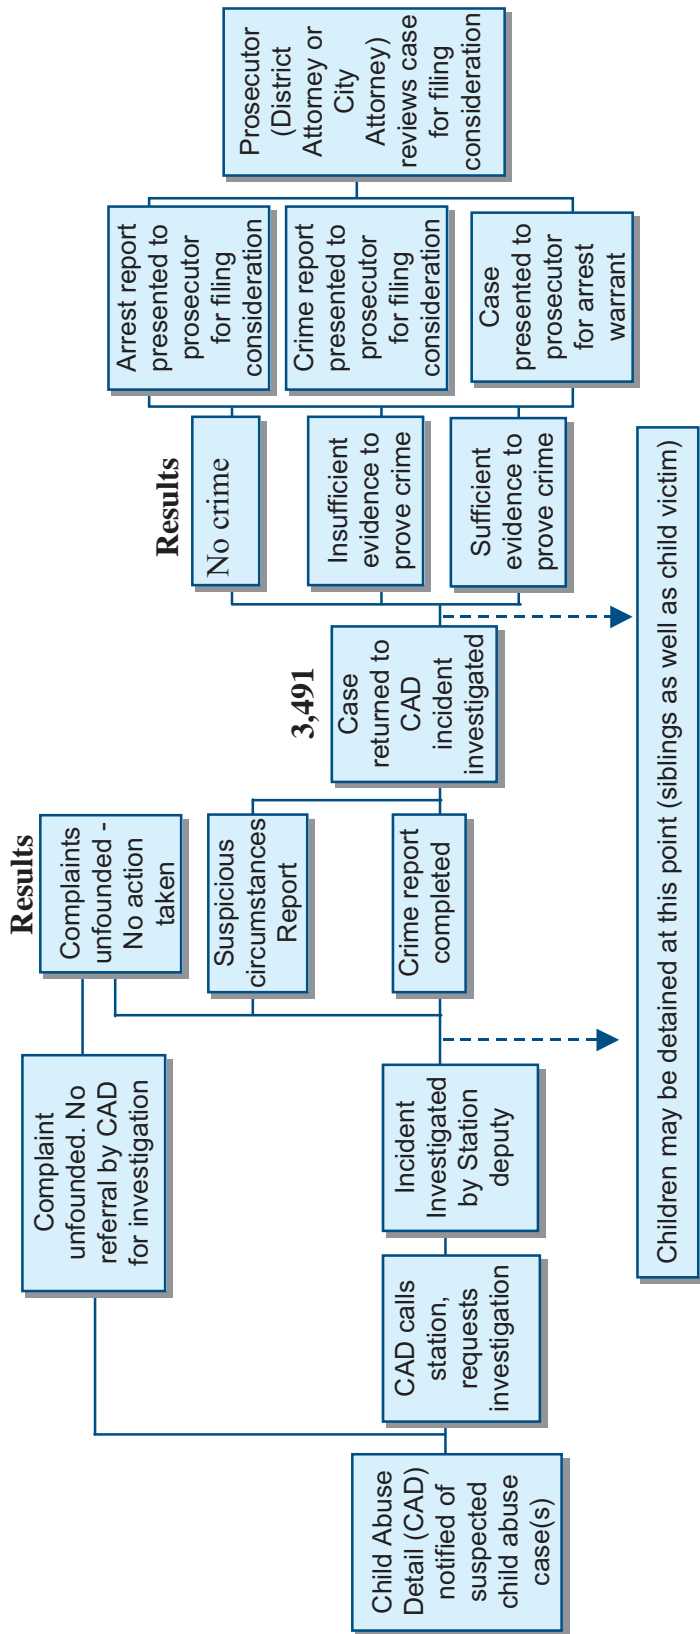 Child Abuse
Detail (CAD)
notified of
suspected
child abuse
case(s)
Complaint
unfounded. No
referral by CAD
for investigation
CAD calls
station,
requests
investigation
Incident
Investigated
by Station
deputy
Results
Complaints
unfounded -
No action
taken
Suspicious
circumstances
Report
Crime report
completed
3,491
Case
returned to
CAD
incident
investigated
Results
No crime
Insufficient
evidence to
prove crime
Sufficient
evidence to
prove crime
Arrest report
presented to
prosecutor
for filing
consideration
Crime report
presented to
prosecutor
for filing
consideration
Case
presented to
prosecutor
for arrest
warrant
Prosecutor
(District
Attorney or
City
Attorney)
reviews case
for filing
consideration
Children may be detained at this point (siblings as well as child victim)